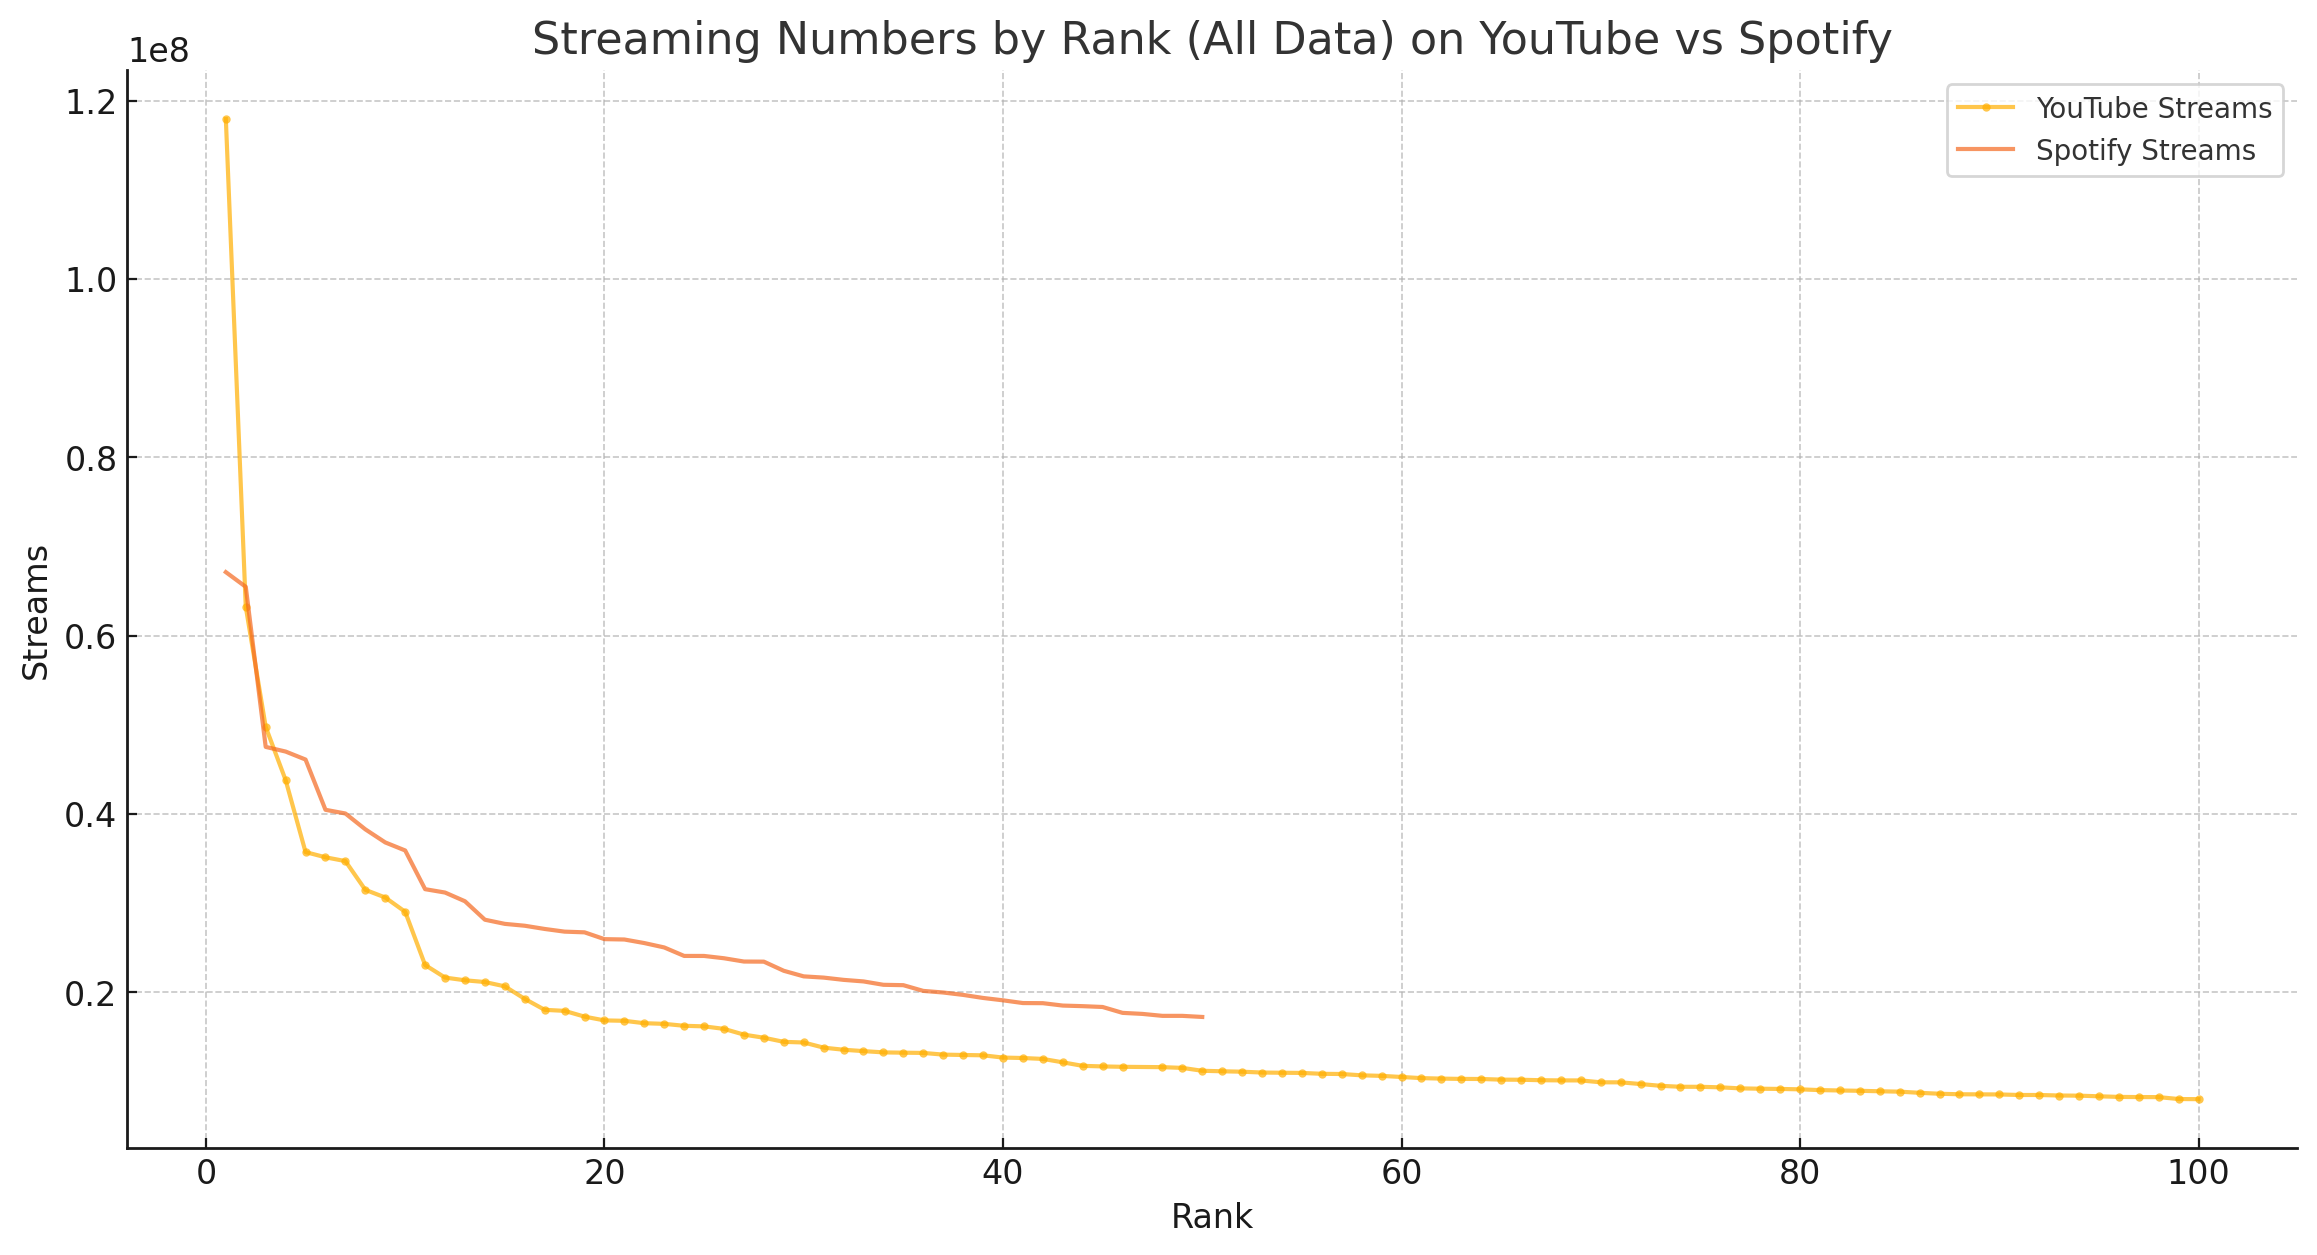 Streaming Numbers by Rank (All Data) on YouTube vs Spotify
1e8
1.2
1.0
0.8
0.6
0.4
0.2
Streams
YouTube Streams
Spotify Streams
0 20 40 60 80 100
Rank